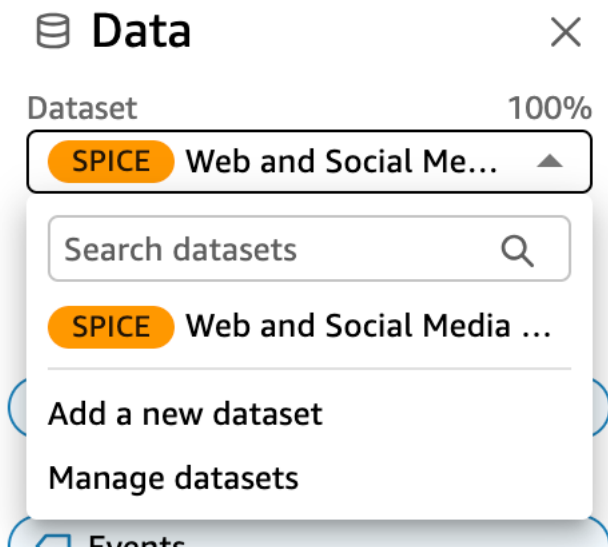 Data
Dataset 100%
SPICE Web and Social Me...
Search datasets
SPICE Web and Social Media ...
Add a new dataset
Manage datasets
Events